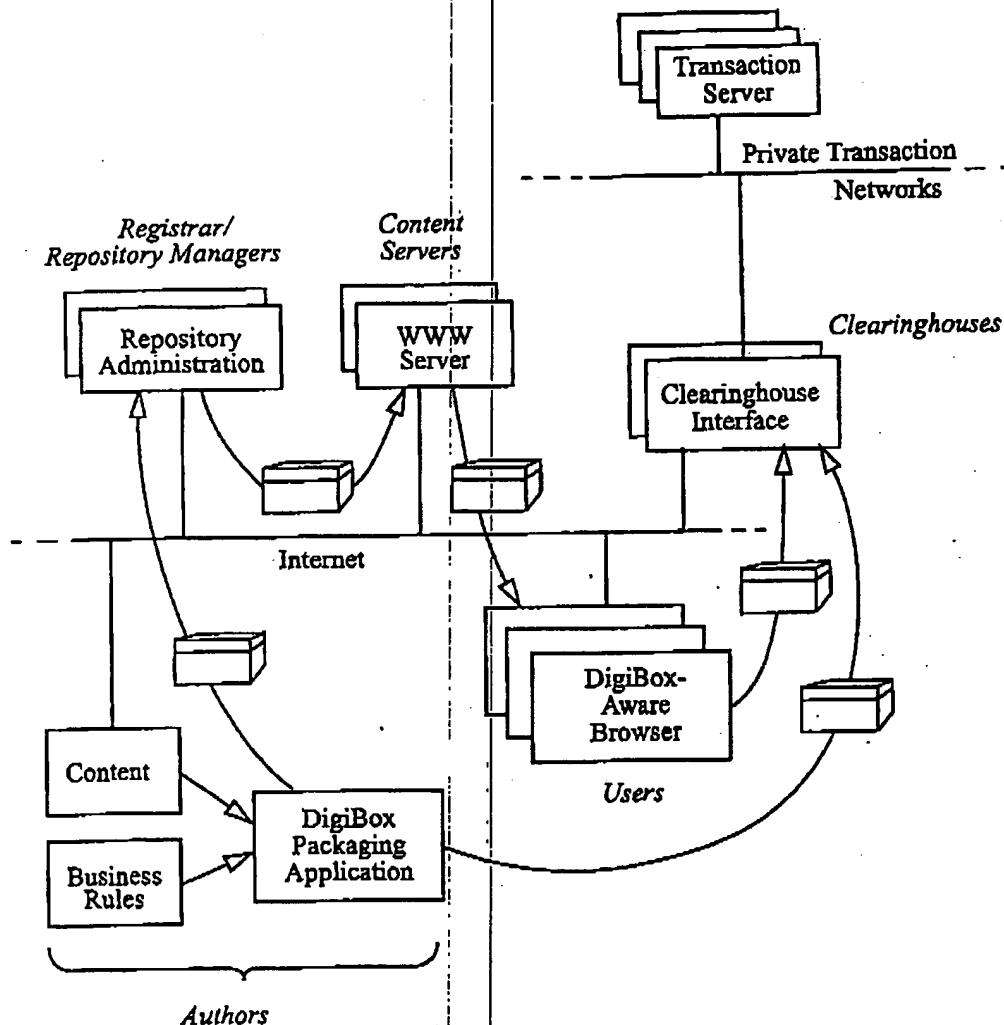 Transaction
Server
Private Transaction
Networks
Registrar/
Repository Managers
Content
Servers
Repository
Administration
WWW
Server
Clearinghouses
Clearinghouse
Interface
Internet
DigiBox-
Aware
Browser
Users
Content
Business
Rules
DigiBox
Packaging
Application
Authors